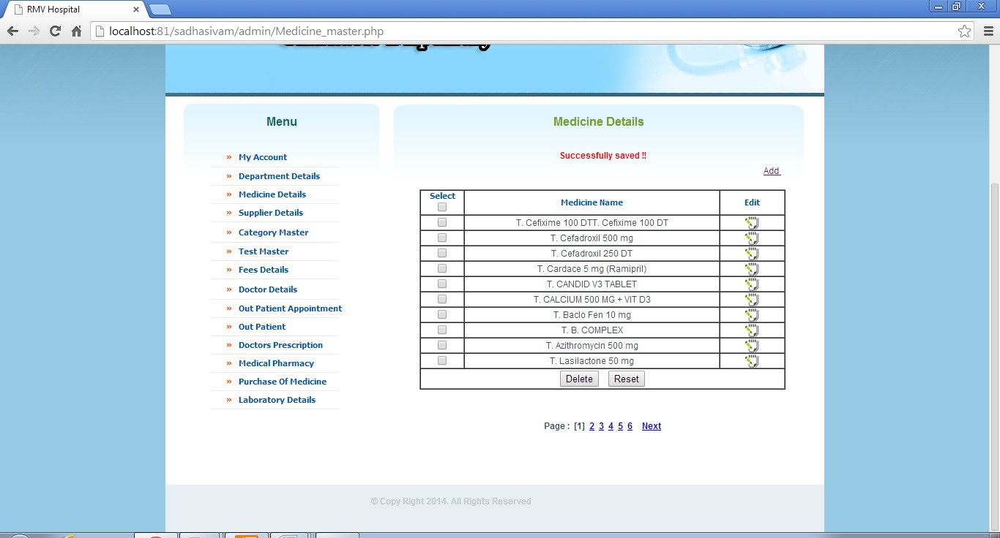 RMV Hospital
localhost:81/sadhasivam/admin/Medicine_master.php
Menu
» My Account
» Department Details
» Medicine Details
» Supplier Details
» Category Master
» Test Master
» Fees Details
» Doctor Details
» Out Patient Appointment
» Out Patient
» Doctors Prescription
» Medical Pharmacy
» Purchase Of Medicine
» Laboratory Details
Medicine Details
Successfully saved !!
Add
Select Medicine Name Edit
T. Cefixime 100 DTT. Cefixime 100 DT
T. Cefadroxil 500 mg
T. Cefadroxil 250 DT
T. Cardace 5 mg (Ramipril)
T. CANDID V3 TABLET
T. CALCIUM 500 MG + VIT D3
T. Baclo Fen 10 mg
T. B. COMPLEX
T. Azithromycin 500 mg
T. Lasilactone 50 mg
Delete Reset
Page : [1] 2 3 4 5 6 Next
© Copy Right 2014. All Rights Reserved